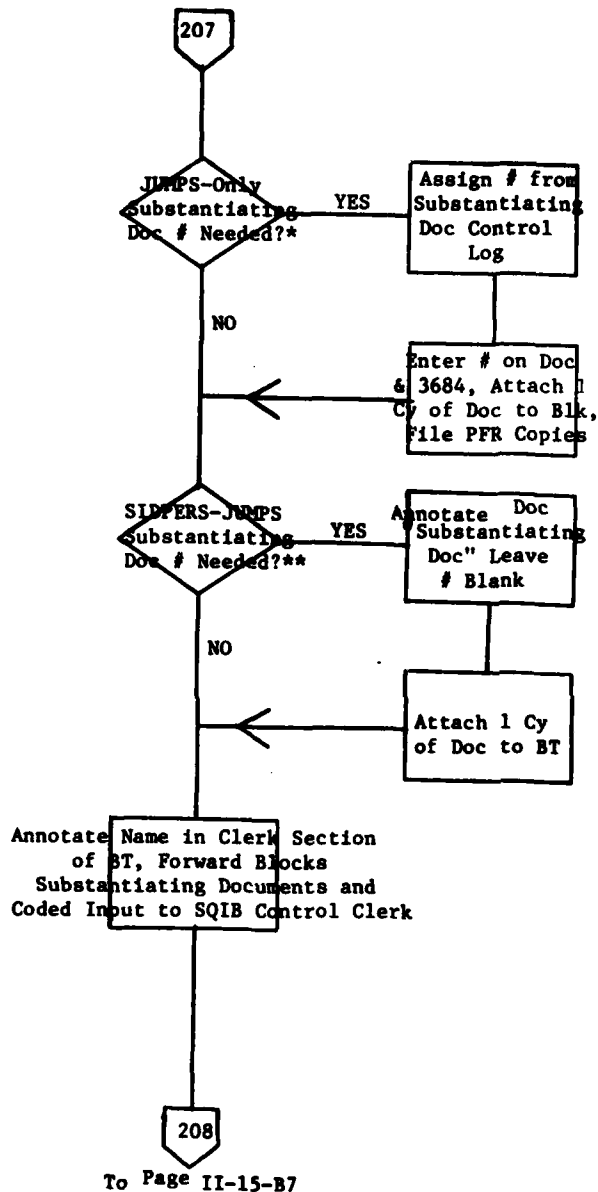 207
JUMPS-Only
Substantiating
Doc # Needed?*
YES
Assign # from
Substantiating
Doc Control
Log
NO
Enter # on Doc
& 3684, Attach 1
Cy of Doc to Blk,
File PFR Copies
SIDPERS-JUMPS
Substantiating
Doc # Needed?**
YES
Annotate Doc
Substantiating
Doc" Leave
# Blank
NO
Attach 1 Cy
of Doc to BT
Annotate Name in Clerk Section
of BT, Forward Blocks
Substantiating Documents and
Coded Input to SQIB Control Clerk
208
To Page II-15-B7